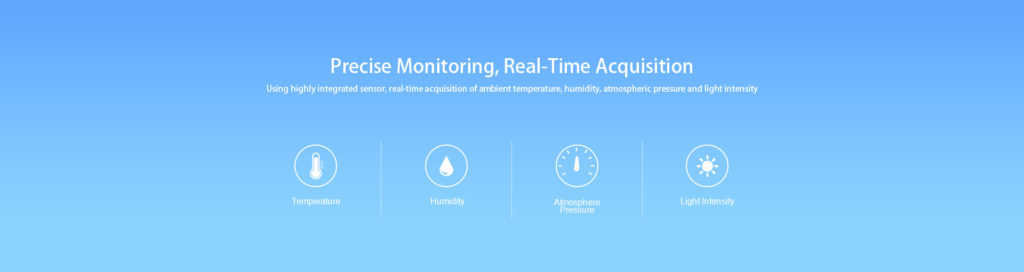 Precise Monitoring, Real-Time Acquisition
Using highly integrated sensor, real-time acquisition of ambient temperature, humidity, atmospheric pressure and light intensity
Temperature
Humidity
Atmosphere
Pressure
Light Intensity